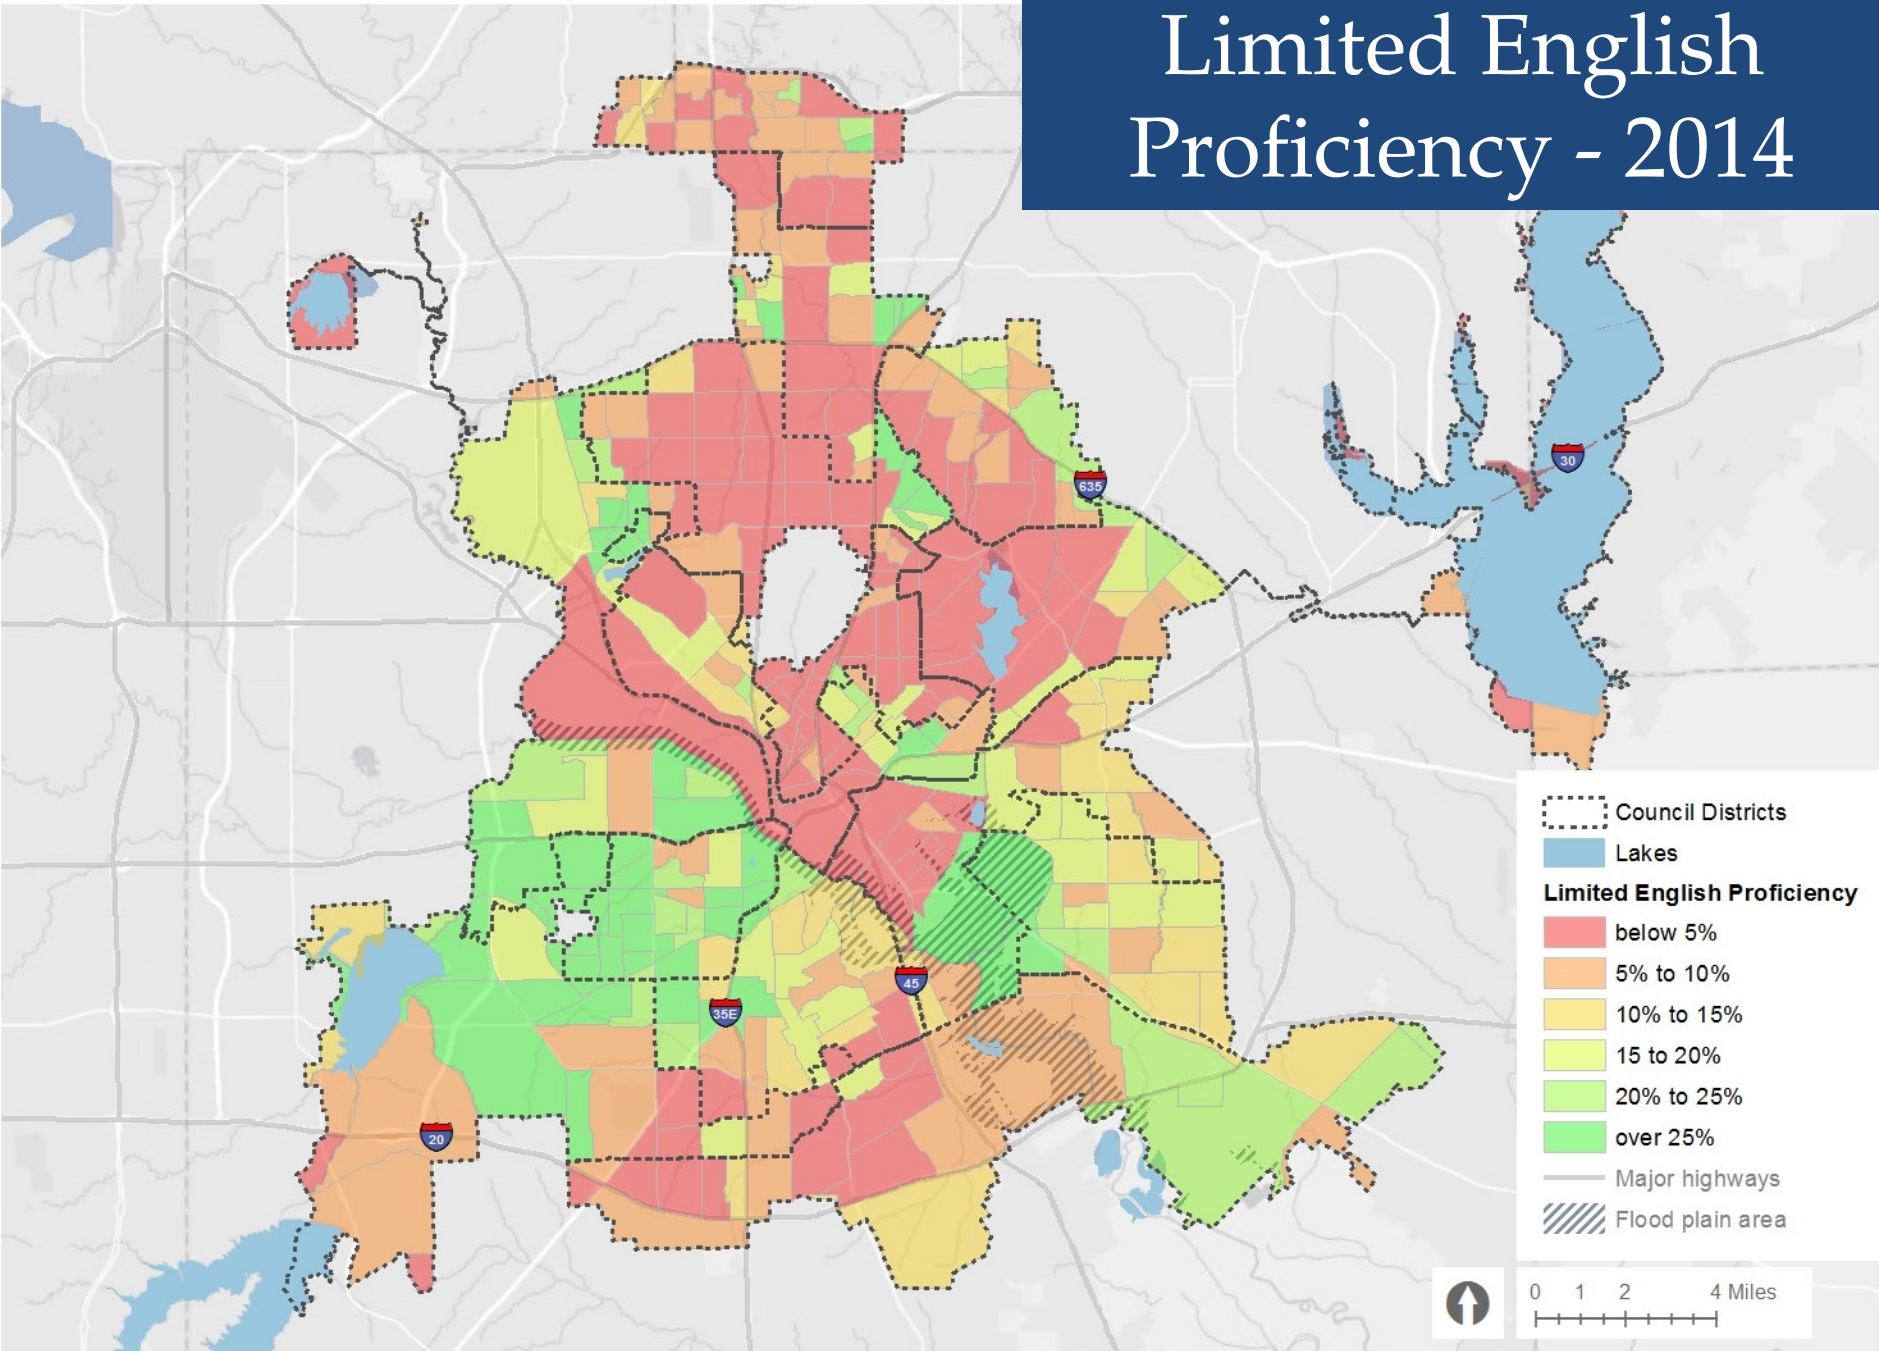 Limited English
Proficiency - 2014
635
30
45
35E
20
Council Districts
Lakes
Limited English Proficiency
below 5%
5% to 10%
10% to 15%
15 to 20%
20% to 25%
over 25%
Major highways
Flood plain area
0 1 2 4 Miles